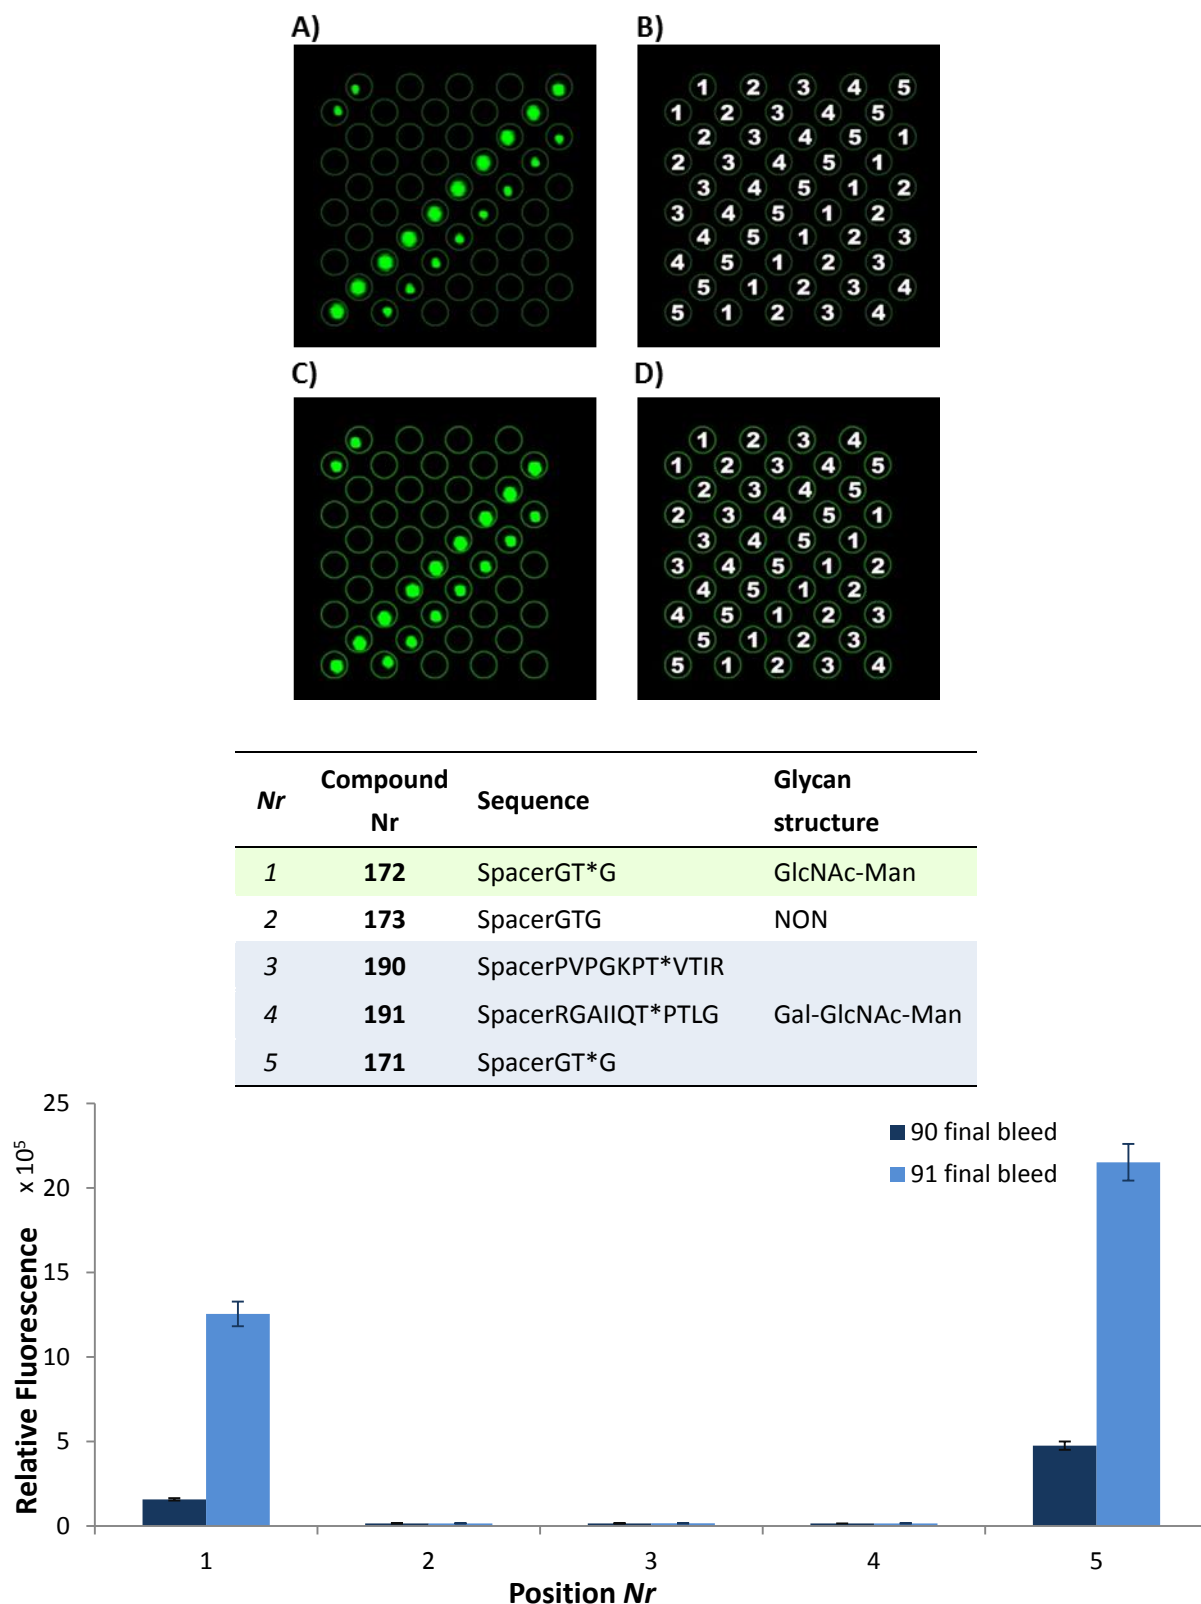 A) B)
1 2 3 4 5
1 2 3 4 5
2 3 4 5 1
2 3 4 5 1
3 4 5 1 2
3 4 5 1 2
4 5 1 2 3
4 5 1 2 3
5 1 2 3 4
5 1 2 3 4
C) D)
1 2 3 4
1 2 3 4 5
2 3 4 5
2 3 4 5 1
3 4 5 1
3 4 5 1 2
4 5 1 2
4 5 1 2 3
5 1 2 3
5 1 2 3 4
Nr Compound Nr Sequence Glycan structure
1 172 SpacerGT*G GlcNAc-Man
2 173 SpacerGTG NON
3 190 SpacerPVPGKPT*VTIR
4 191 SpacerRGAIIQT*PTLG Gal-GlcNAc-Man
5 171 SpacerGT*G
25
20
15
10
5
0
x 10⁵
Relative Fluorescence
90 final bleed
91 final bleed
1 2 3 4 5
Position Nr